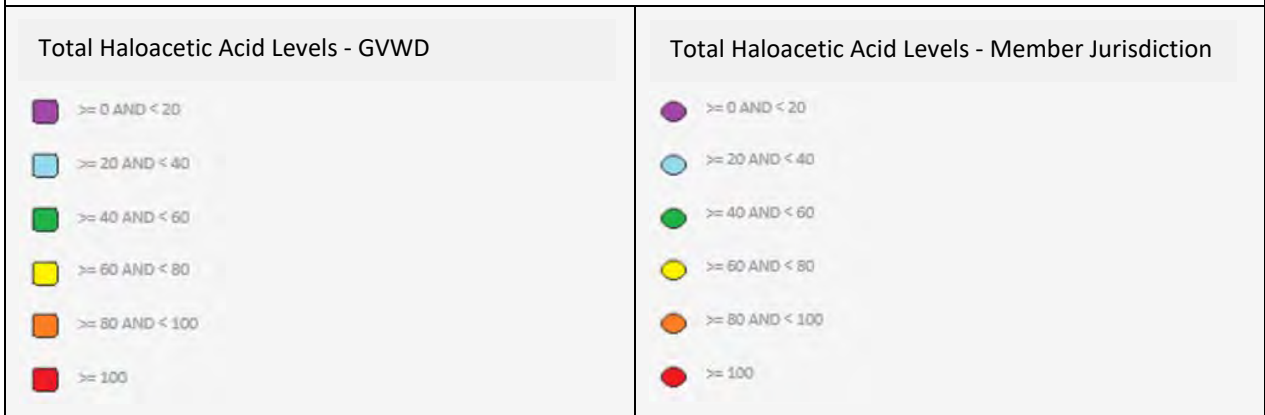 Total Haloacetic Acid Levels - GVWD
>= 0 AND < 20
>= 20 AND < 40
>= 40 AND < 60
>= 60 AND < 80
>= 80 AND < 100
>= 100
Total Haloacetic Acid Levels - Member Jurisdiction
>= 0 AND < 20
>= 20 AND < 40
>= 40 AND < 60
>= 60 AND < 80
>= 80 AND < 100
>= 100